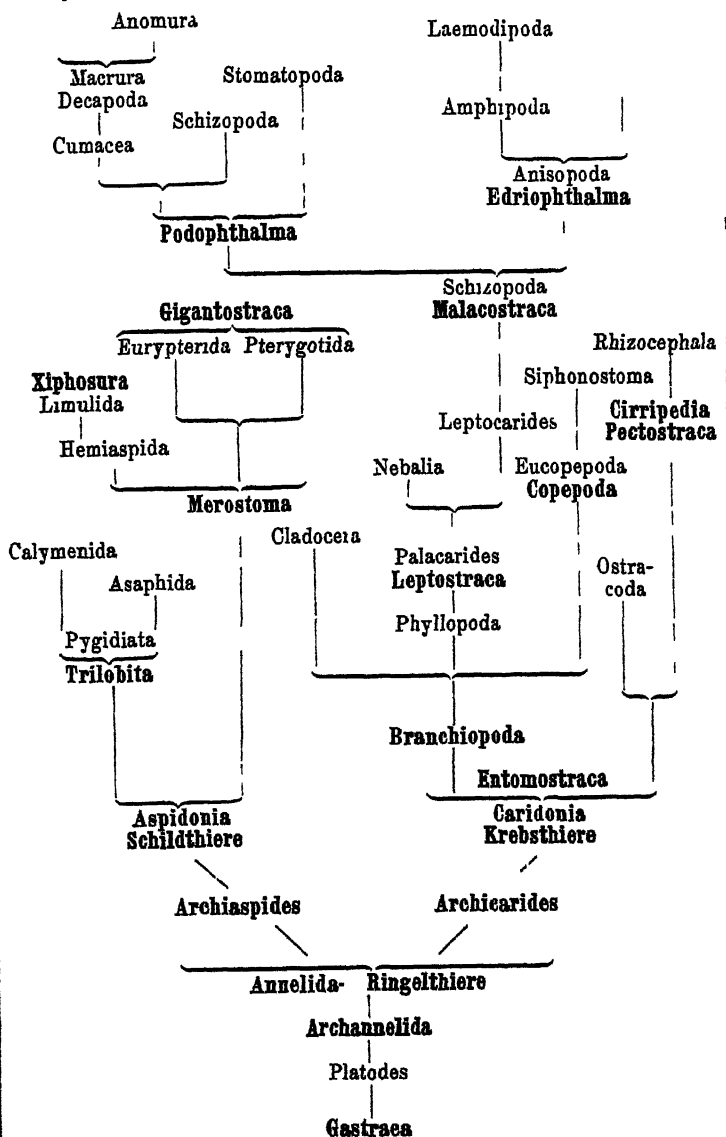 Anomura
Laemodipoda
Macrura
Decapoda
Stomatopoda
Schizopoda
Amphipoda
Cumacea
Anisopoda
Edriophthalma
Podophthalma
Schizopoda
Malacostraca
Gigantostraca
Eurypterida Pterygotida
Rhizocephala
Xiphosura
Limulida
Siphonostoma
Cirripedia
Pectostraca
Leptocarides
Hemiaspida
Nebalia
Eucopepoda
Copepoda
Merostoma
Cladocera
Calymenida
Palacarides
Leptostraca
Ostra-
coda
Asaphida
Phyllopoda
Pygidiata
Trilobita
Branchiopoda
Entomostraca
Aspidonia
Schildthiere
Caridonia
Krebsthiere
Archiaspides
Archicarides
Annelida- Ringelthiere
Archannelida
Platodes
Gastraea